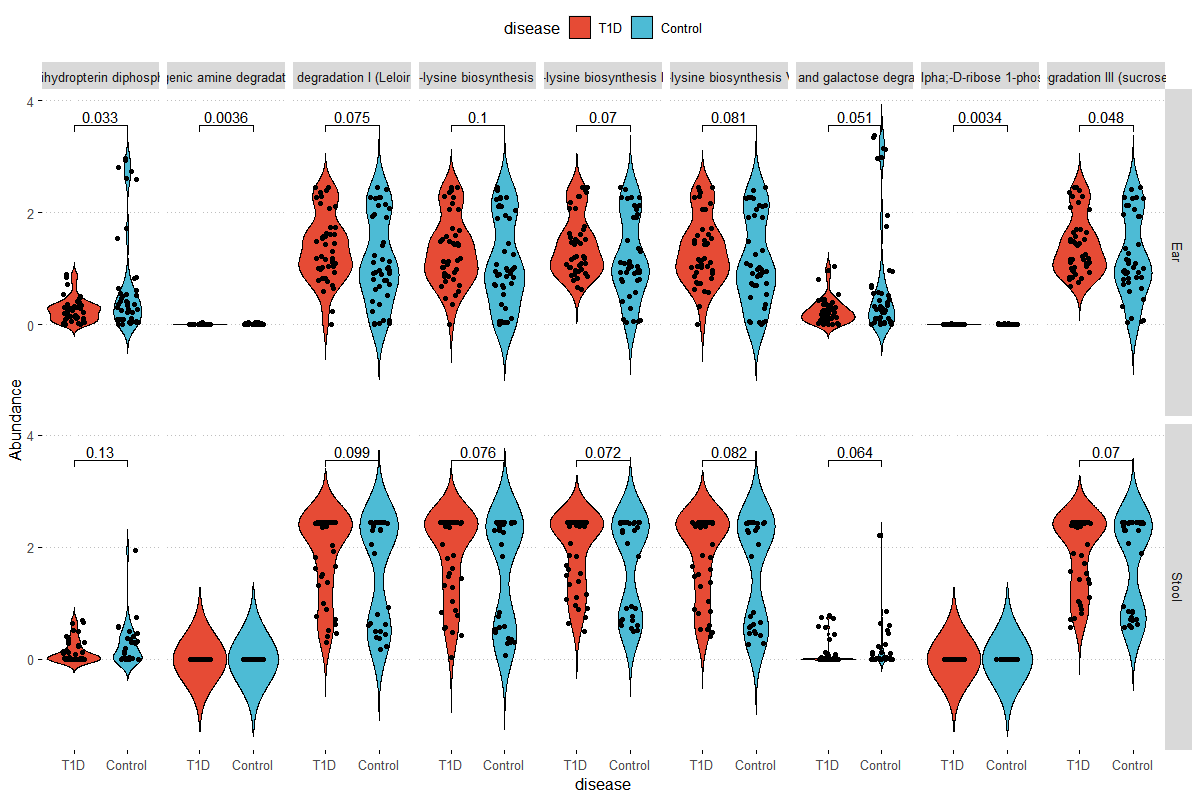 disease T1D Control
ihydropterin diphosph genic amine degradat degradation I (Leloir -lysine biosynthesis -lysine biosynthesis I -lysine biosynthesis V and galactose degra lpha;-D-ribose 1-phos gradation III (sucrose
4
0.033 0.0036 0.075 0.1 0.07 0.081 0.051 0.0034 0.048
2
Ear
0
Abundance
4
0.13 0.099 0.076 0.072 0.082 0.064 0.07
2
Stool
0
T1D Control T1D Control T1D Control T1D Control T1D Control T1D Control T1D Control T1D Control T1D Control
disease